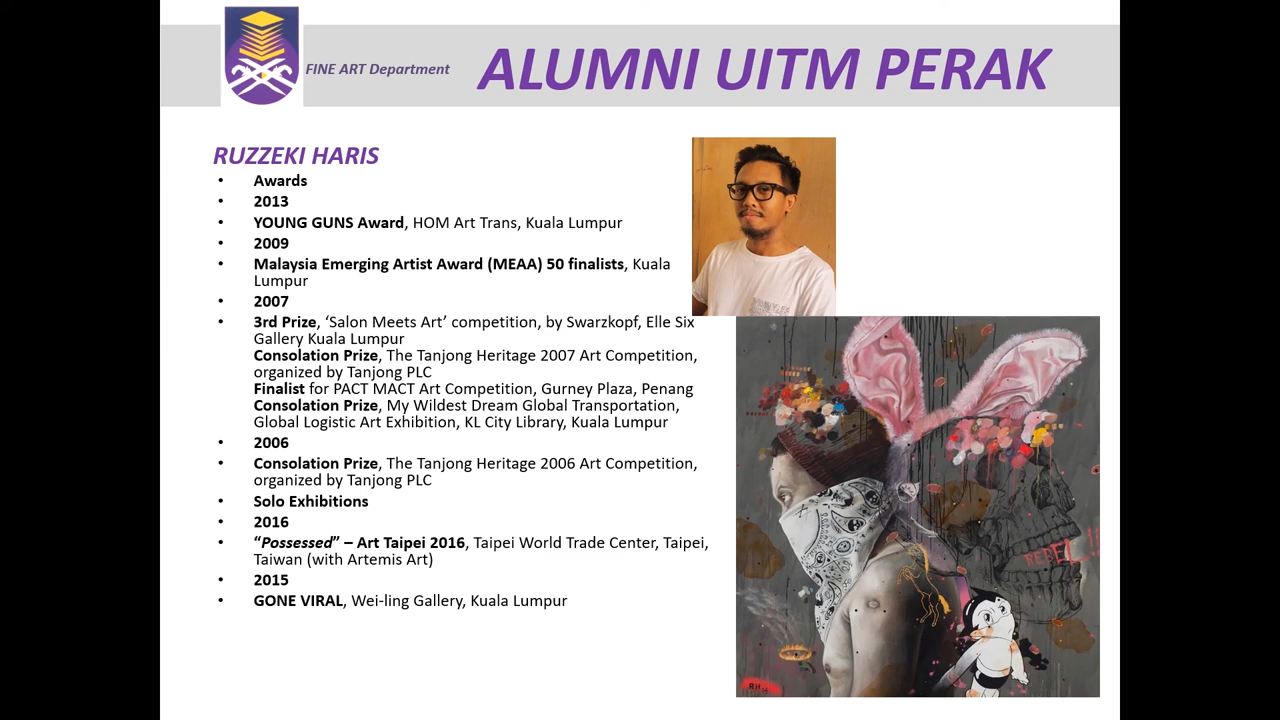 FINE ART Department
ALUMNI UITM PERAK
RUZZEKI HARIS
• Awards
• 2013
• YOUNG GUNS Award, HOM Art Trans, Kuala Lumpur
• 2009
• Malaysia Emerging Artist Award (MEAA) 50 finalists, Kuala
Lumpur
• 2007
• 3rd Prize, ‘Salon Meets Art’ competition, by Swarzkopf, Elle Six
Gallery Kuala Lumpur
Consolation Prize, The Tanjong Heritage 2007 Art Competition,
organized by Tanjong PLC
Finalist for PACT MACT Art Competition, Gurney Plaza, Penang
Consolation Prize, My Wildest Dream Global Transportation,
Global Logistic Art Exhibition, KL City Library, Kuala Lumpur
• 2006
• Consolation Prize, The Tanjong Heritage 2006 Art Competition,
organized by Tanjong PLC
• Solo Exhibitions
• 2016
• “Possessed” – Art Taipei 2016, Taipei World Trade Center, Taipei,
Taiwan (with Artemis Art)
• 2015
• GONE VIRAL, Wei-ling Gallery, Kuala Lumpur
REBEL!!